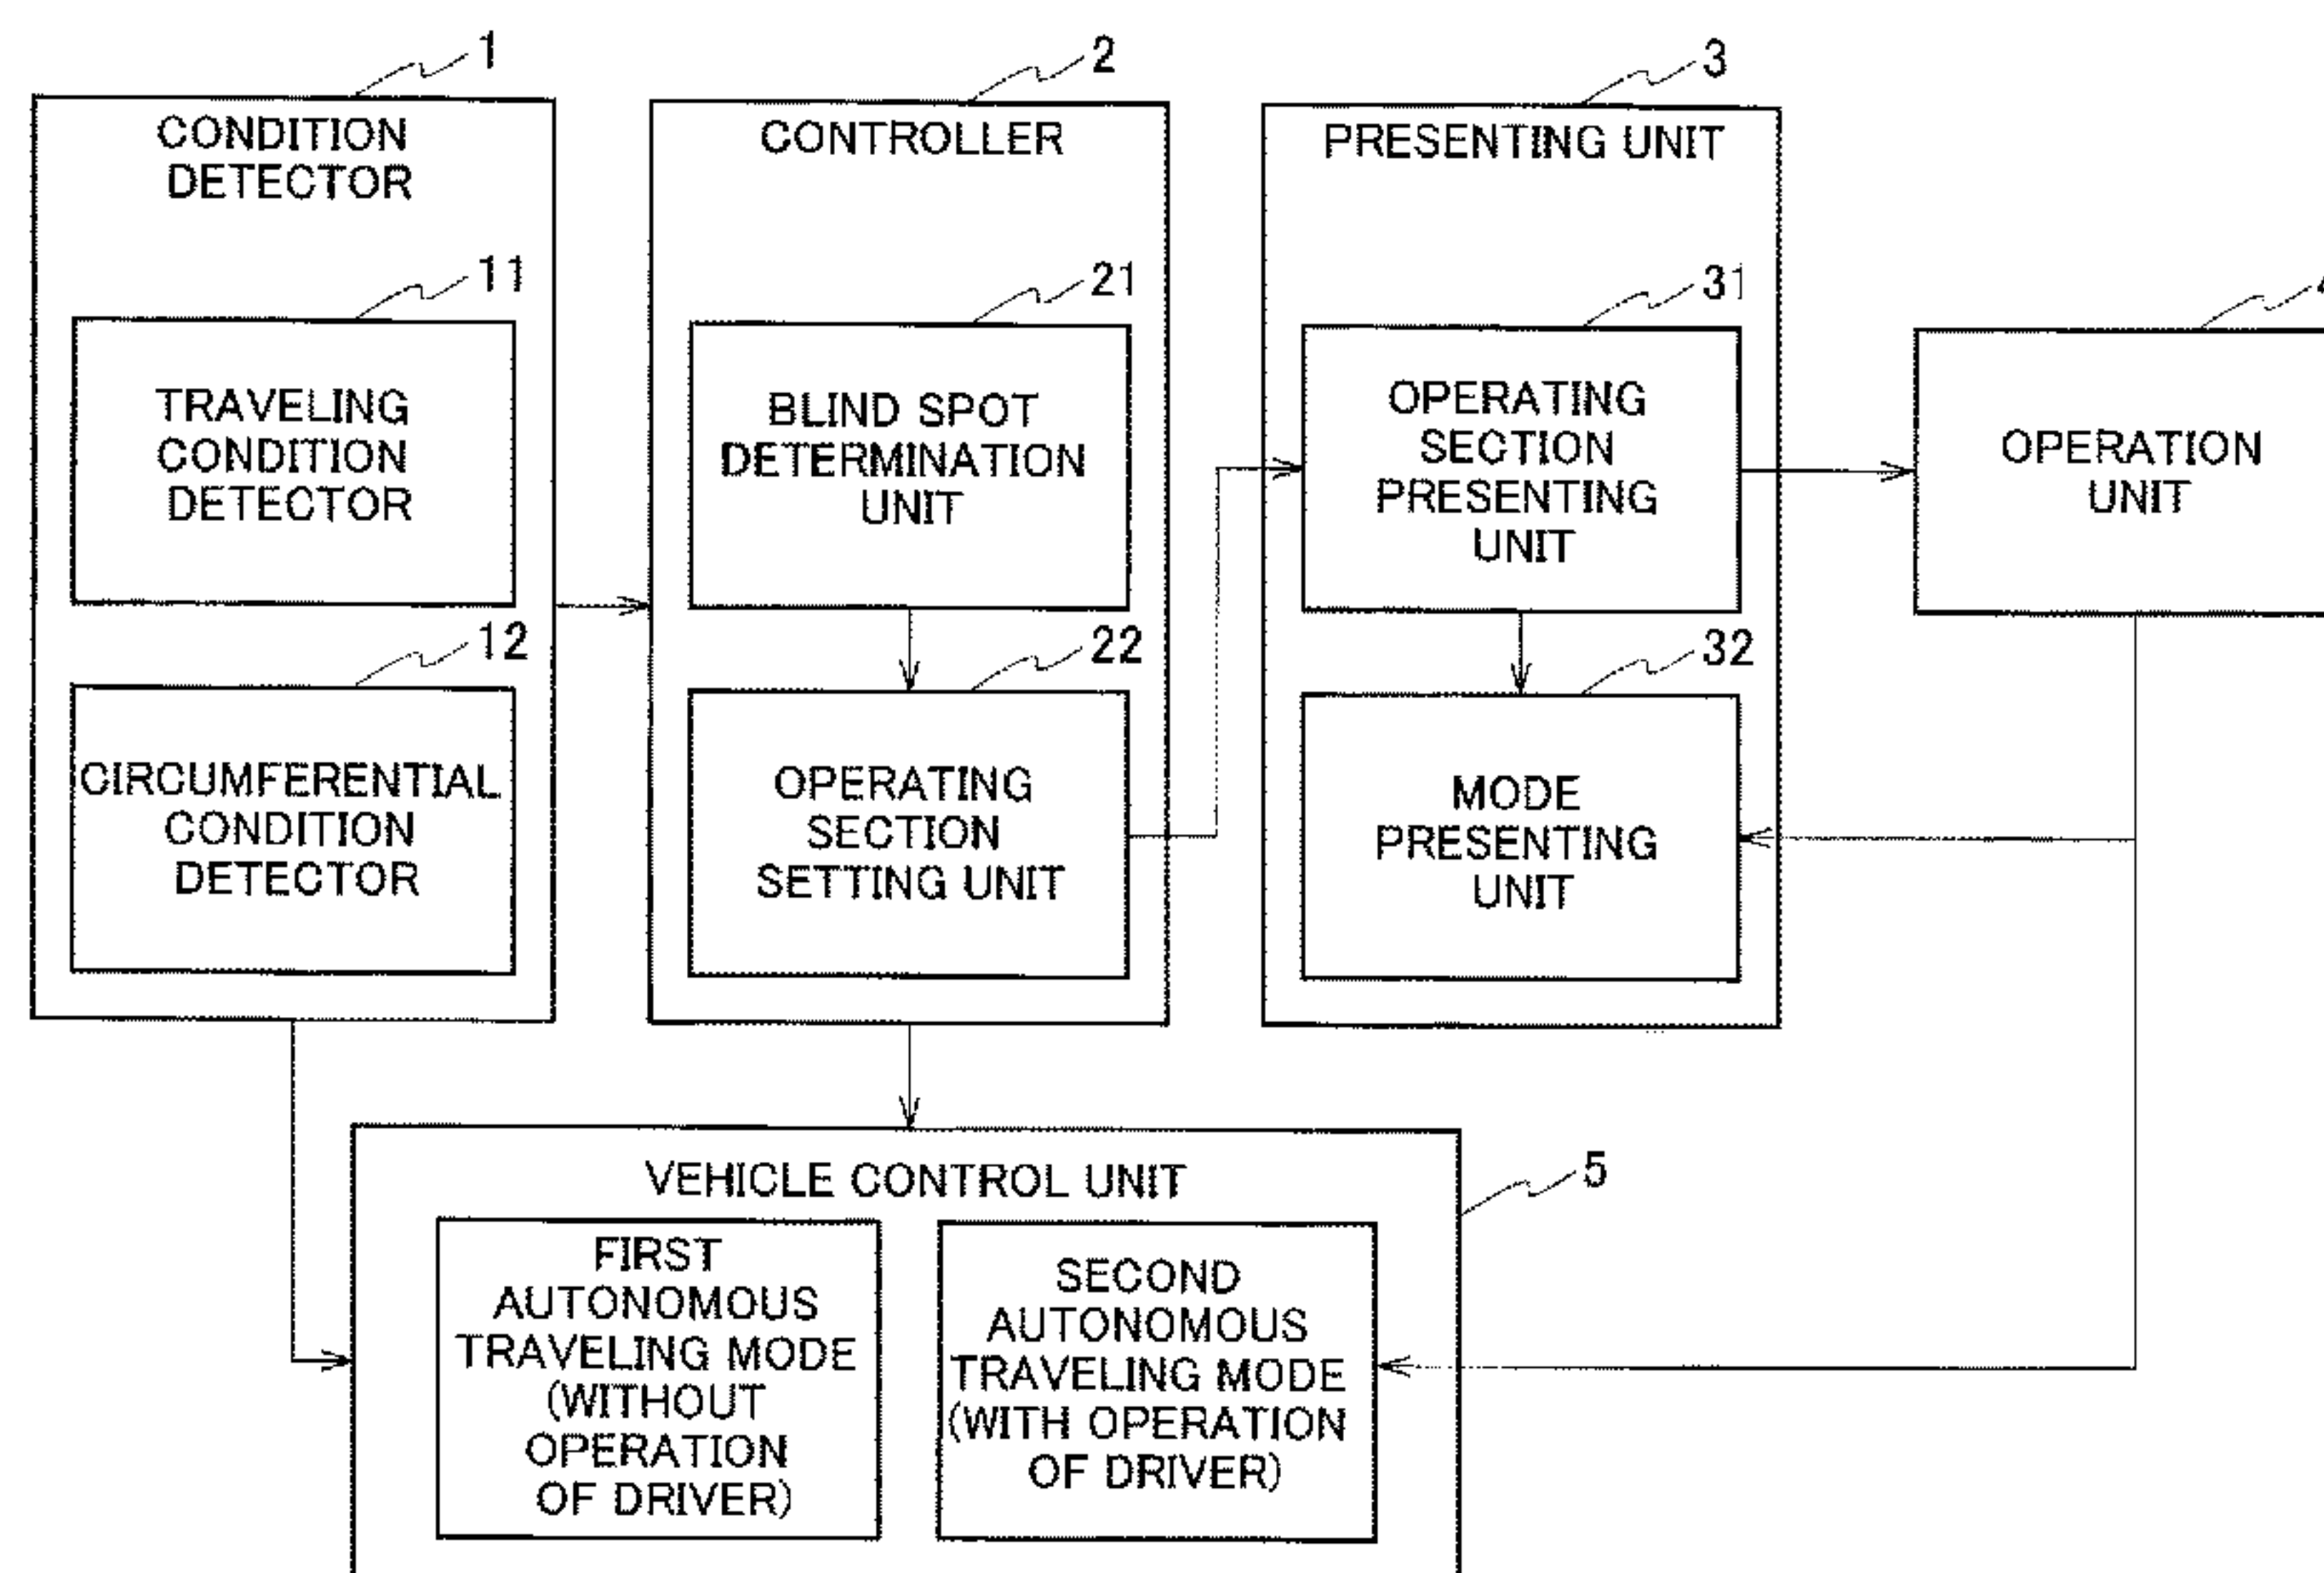 1
CONDITION
DETECTOR
11
TRAVELING
CONDITION
DETECTOR
12
CIRCUMFERENTIAL
CONDITION
DETECTOR
2
CONTROLLER
21
BLIND SPOT
DETERMINATION
UNIT
22
OPERATING
SECTION
SETTING UNIT
3
PRESENTING UNIT
31
OPERATING
SECTION
PRESENTING
UNIT
32
MODE
PRESENTING
UNIT
4
OPERATION
UNIT
5
VEHICLE CONTROL UNIT
FIRST
AUTONOMOUS
TRAVELING MODE
(WITHOUT
OPERATION
OF DRIVER)
SECOND
AUTONOMOUS
TRAVELING MODE
(WITH OPERATION
OF DRIVER)